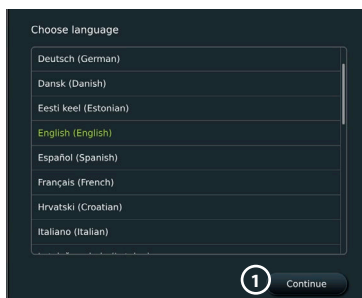 Choose language
Deutsch (German)
Dansk (Danish)
Eesti keel (Estonian)
English (English)
Español (Spanish)
Français (French)
Hrvatski (Croatian)
Italiano (Italian)
1 Continue